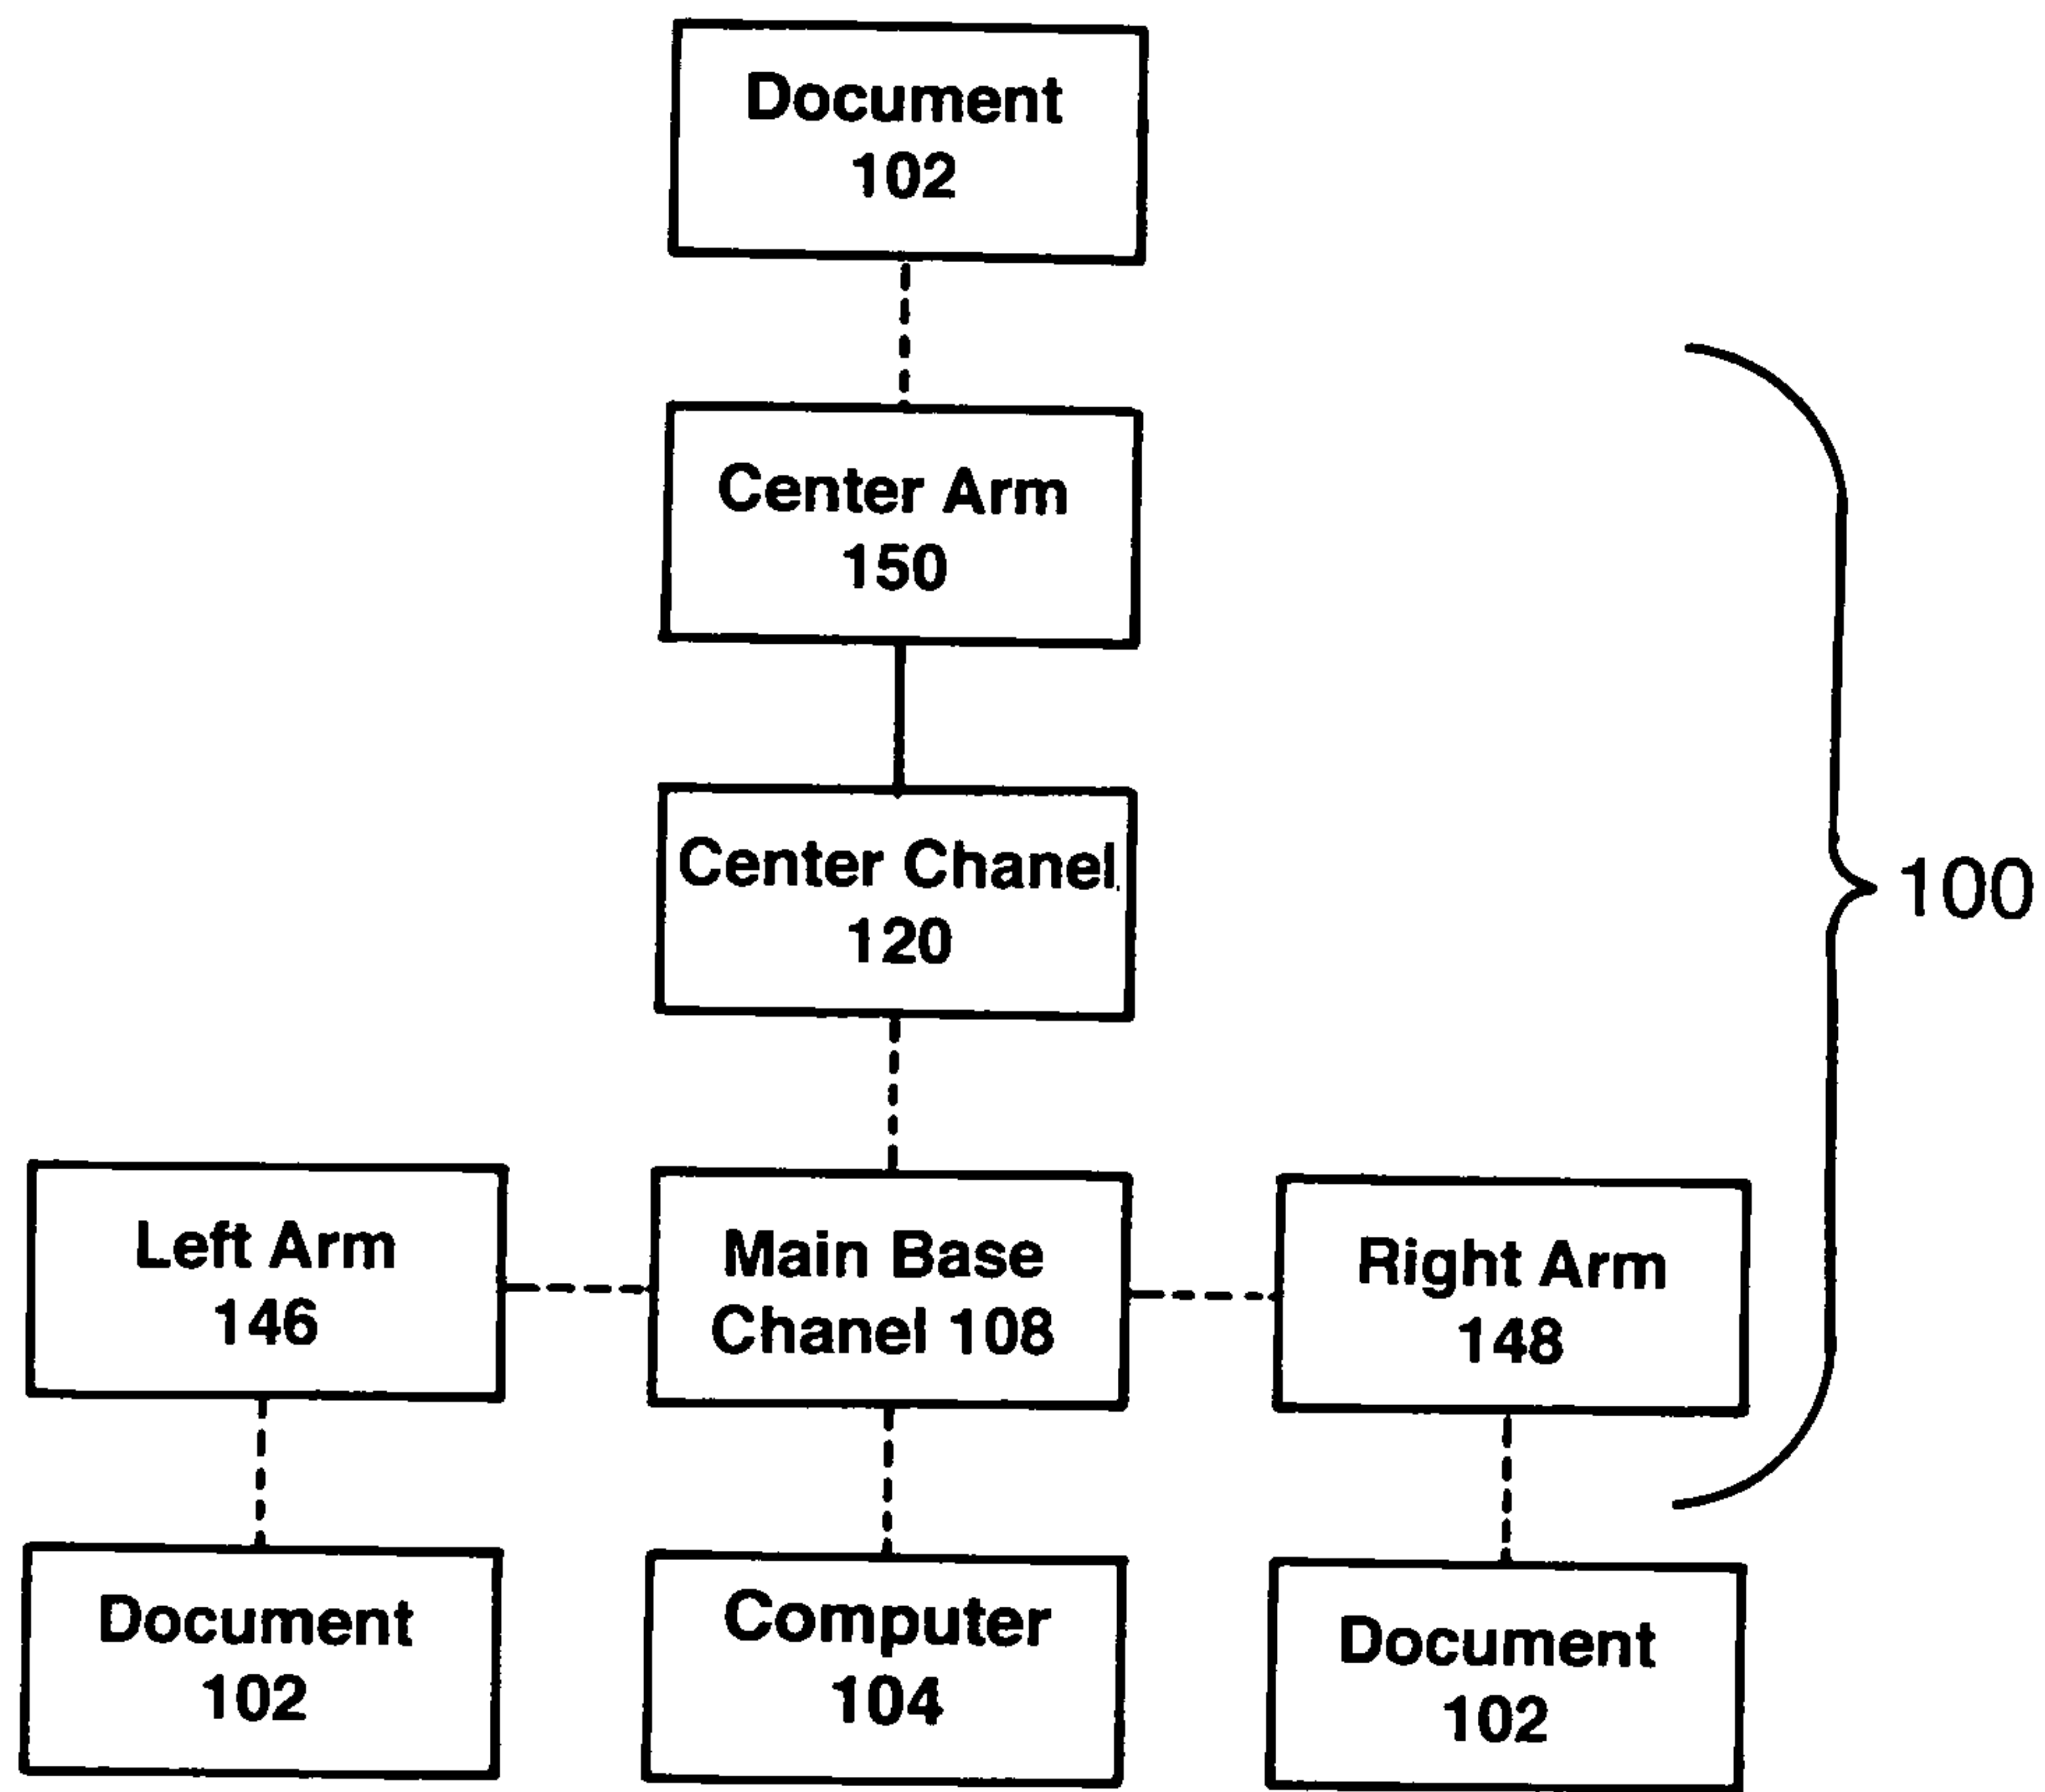 Document
102
Center Arm
150
Center Chanel
120
100
Left Arm
146
Main Base
Chanel 108
Right Arm
148
Document
102
Computer
104
Document
102